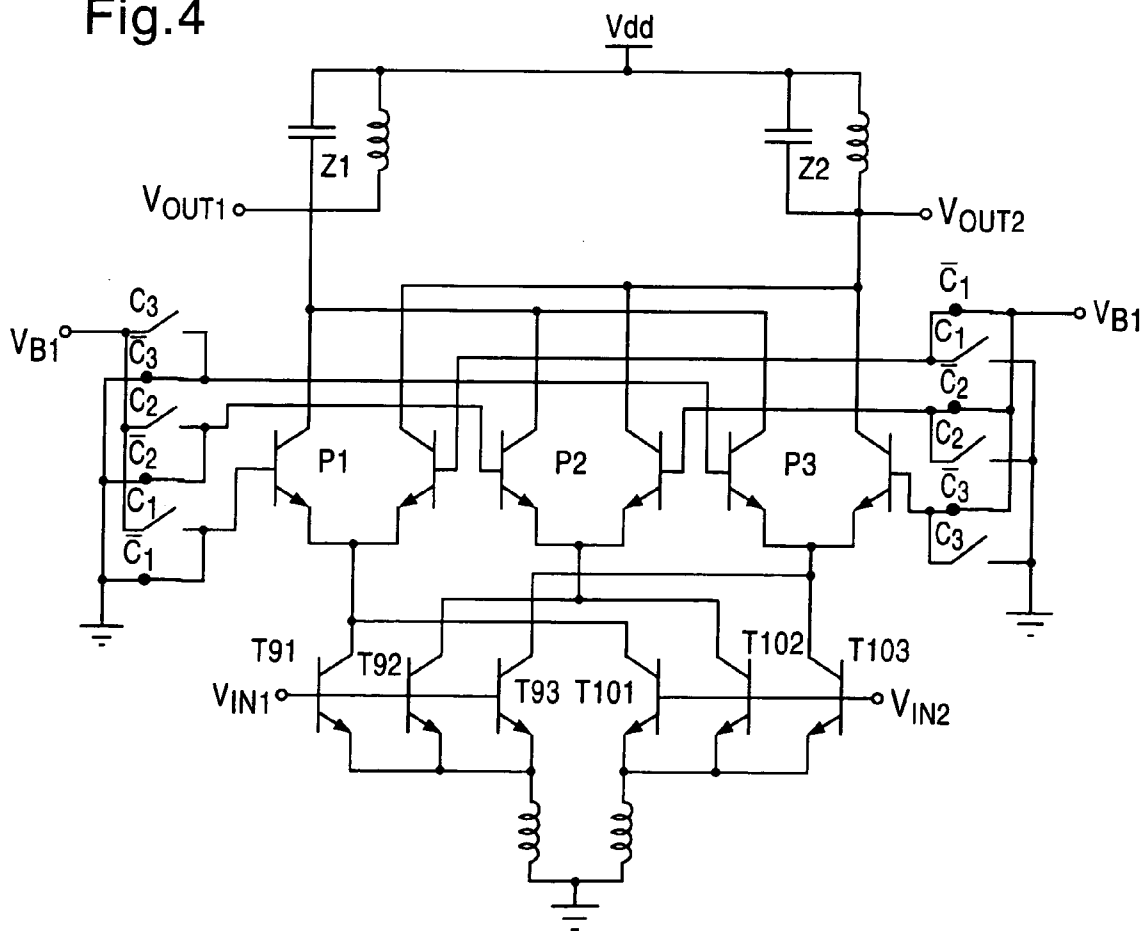 Fig.4
Vdd
Z1
Z2
VOUT1
VOUT2
C3
C̅1
VB1
C̅3
C1
VB1
C2
C̅2
C̅2
C2
C1
C̅3
C̅1
C3
P1
P2
P3
T91
T92
T93
T101
T102
T103
VIN1
VIN2